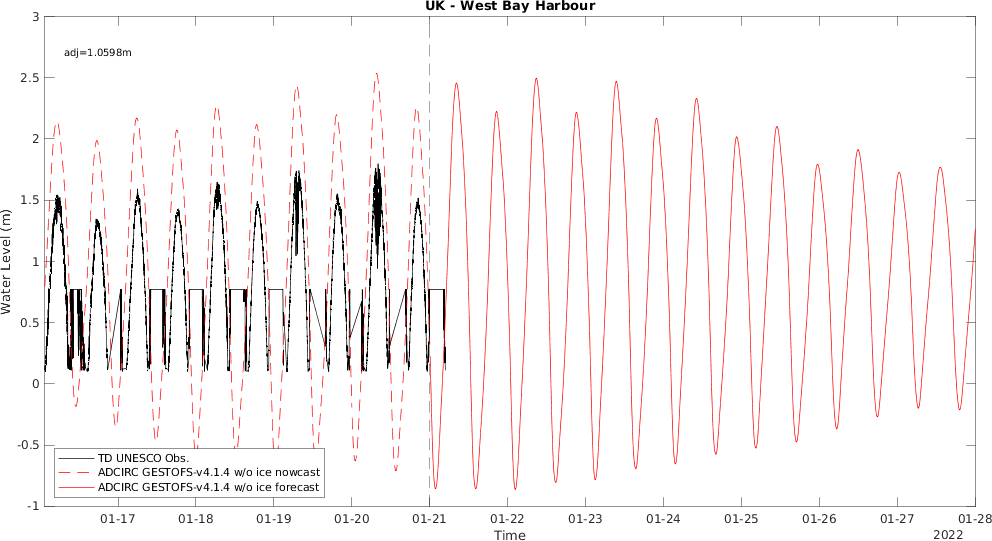 UK - West Bay Harbour
adj=1.0598m
Water Level (m)
3
2.5
2
1.5
1
0.5
0
-0.5
-1
TD UNESCO Obs.
ADCIRC GESTOFS-v4.1.4 w/o ice nowcast
ADCIRC GESTOFS-v4.1.4 w/o ice forecast
01-17 01-18 01-19 01-20 01-21 01-22 01-23 01-24 01-25 01-26 01-27 01-28
Time
2022